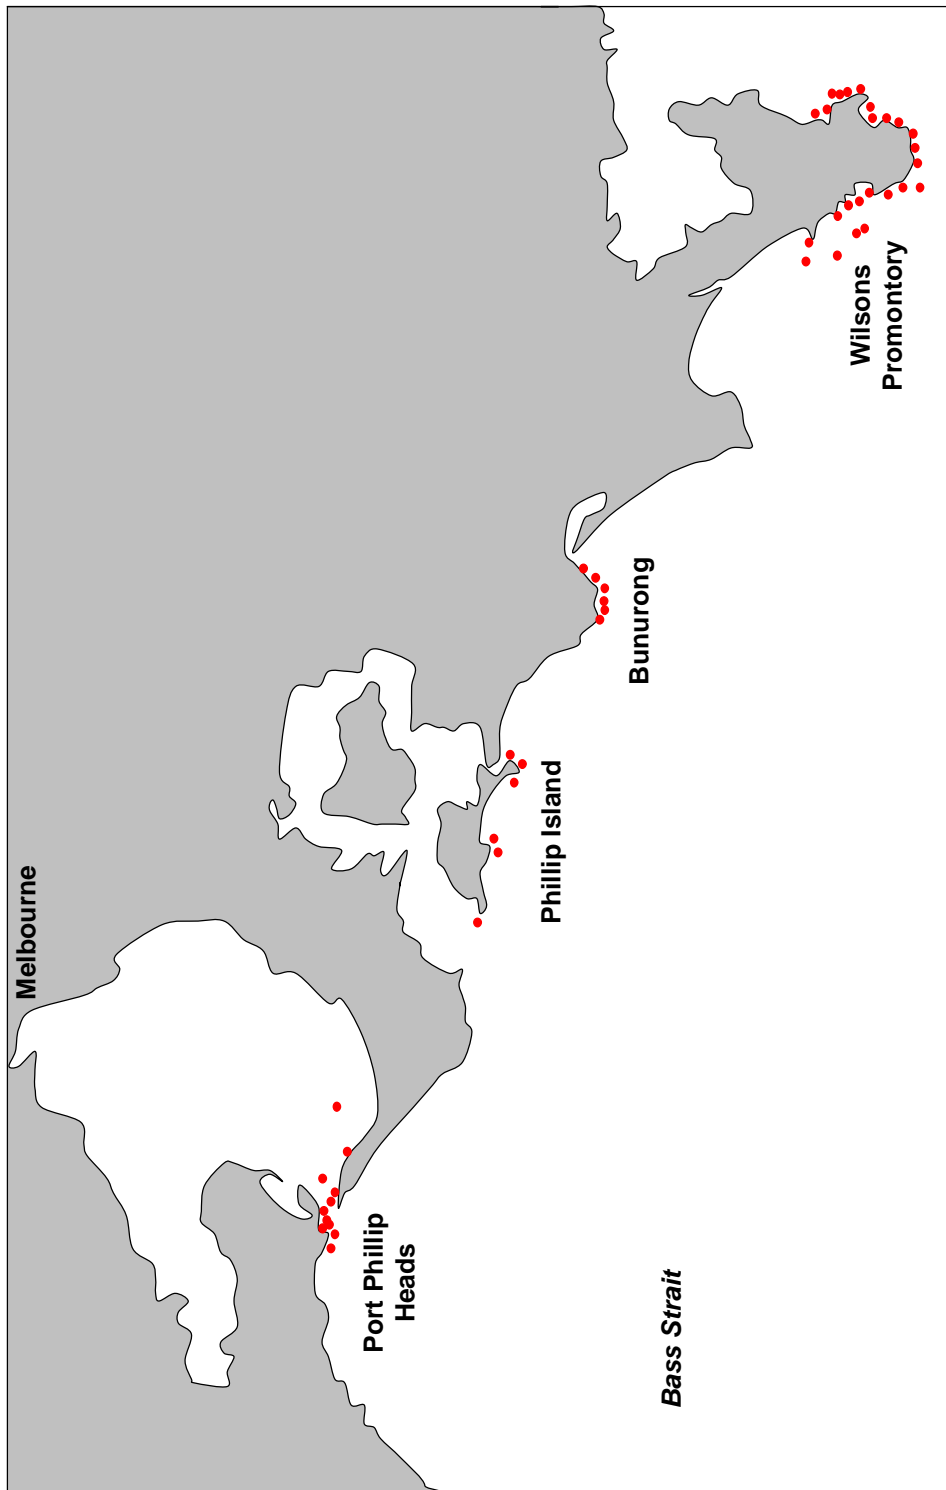 Melbourne
Port Phillip
Heads
Phillip Island
Bunurong
Wilsons
Promontory
Bass Strait